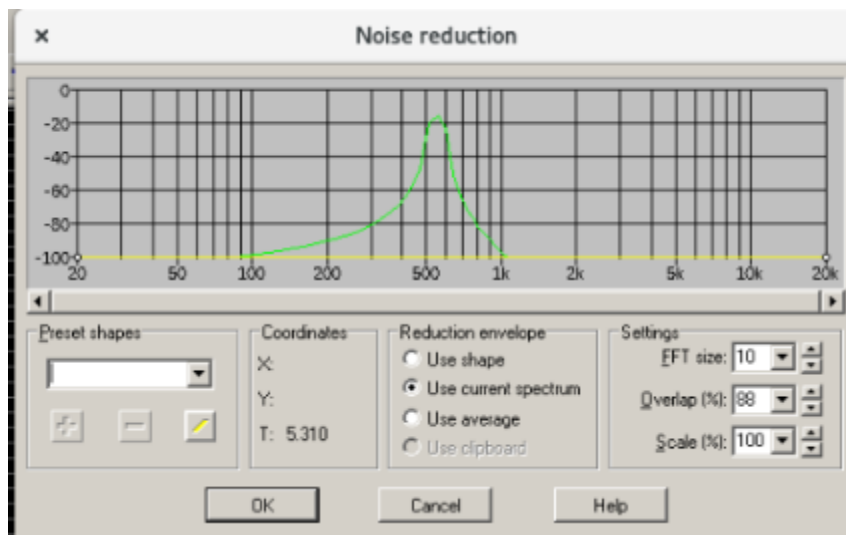 × Noise reduction
0
-20
-40
-60
-80
-100
20 50 100 200 500 1k 2k 5k 10k 20k
Preset shapes
Coordinates
X:
Y:
T: 5.310
Reduction envelope
Use shape
Use current spectrum
Use average
Use clipboard
Settings
FFT size: 10
Overlap (%): 88
Scale (%): 100
OK Cancel Help